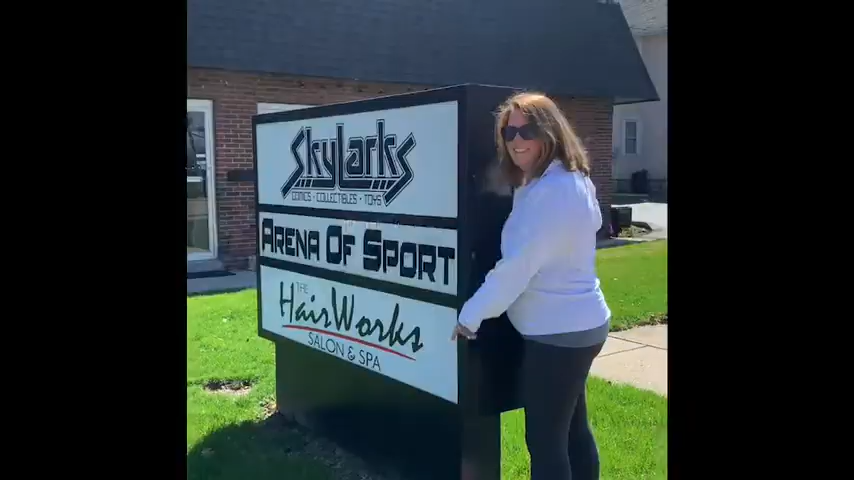 SkyLarks
COMICS • COLLECTIBLES • TOYS
ARENA OF SPORT
THE
HairWorks
SALON & SPA